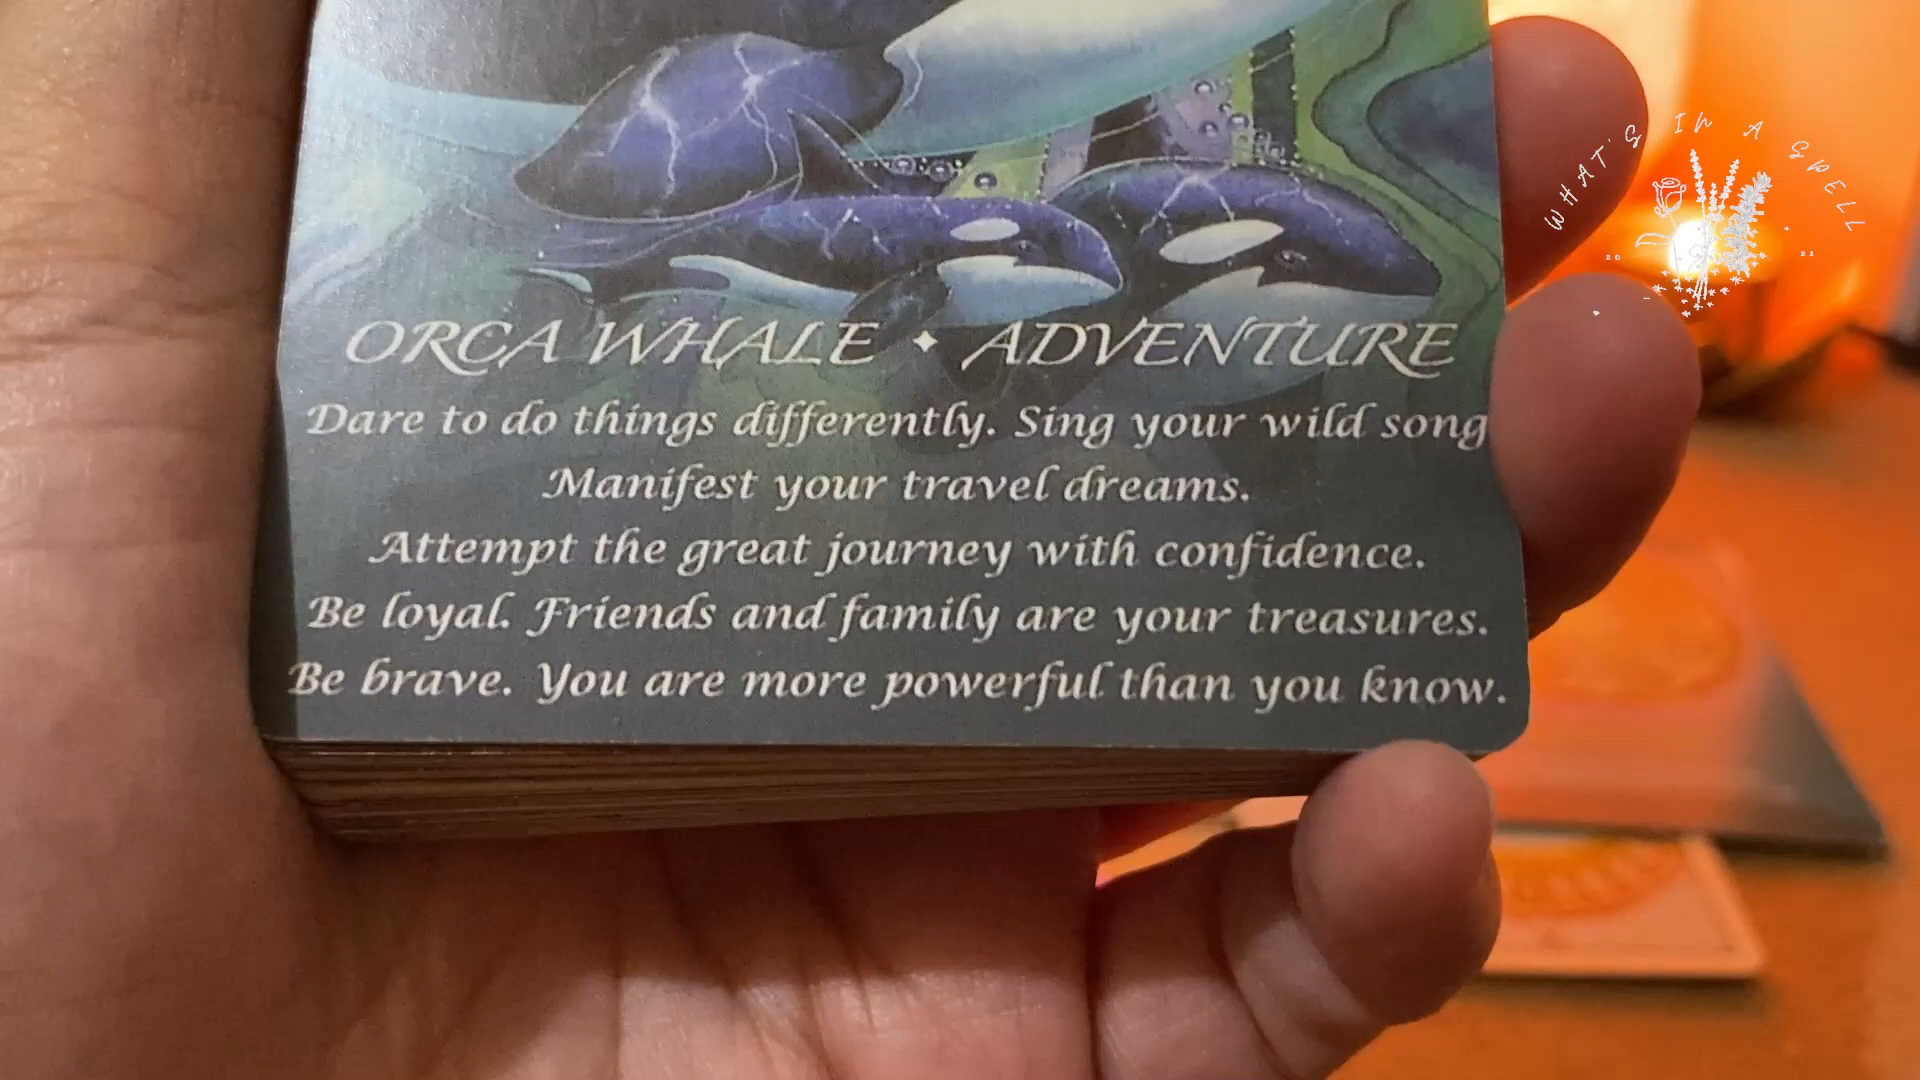 WHAT'S IN A SPELL
20 21
ORCA WHALE ✦ ADVENTURE
Dare to do things differently. Sing your wild song
Manifest your travel dreams.
Attempt the great journey with confidence.
Be loyal. Friends and family are your treasures.
Be brave. You are more powerful than you know.